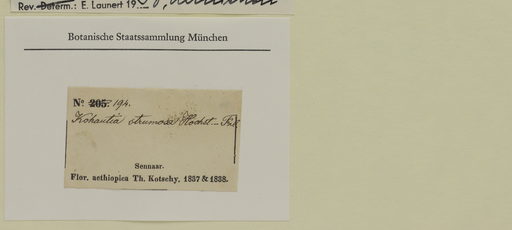 Rev. Determ.: E. Launert 19
Botanische Staatssammlung München
No 205. 194.
Kohautia strumosa Hochst.
Sennaar.
Flor. aethiopica Th. Kotschy. 1837 & 1838.